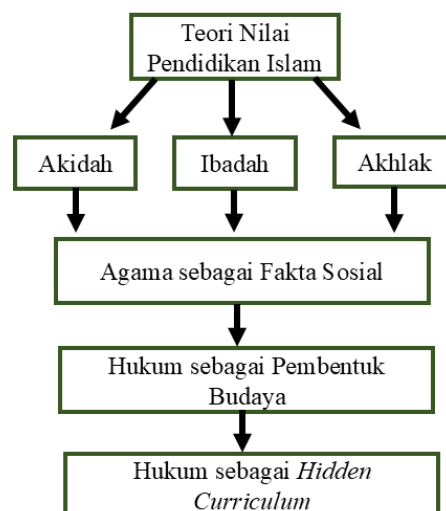 Teori Nilai
Pendidikan Islam
Akidah
Ibadah
Akhlak
Agama sebagai Fakta Sosial
Hukum sebagai Pembentuk
Budaya
Hukum sebagai Hidden
Curriculum